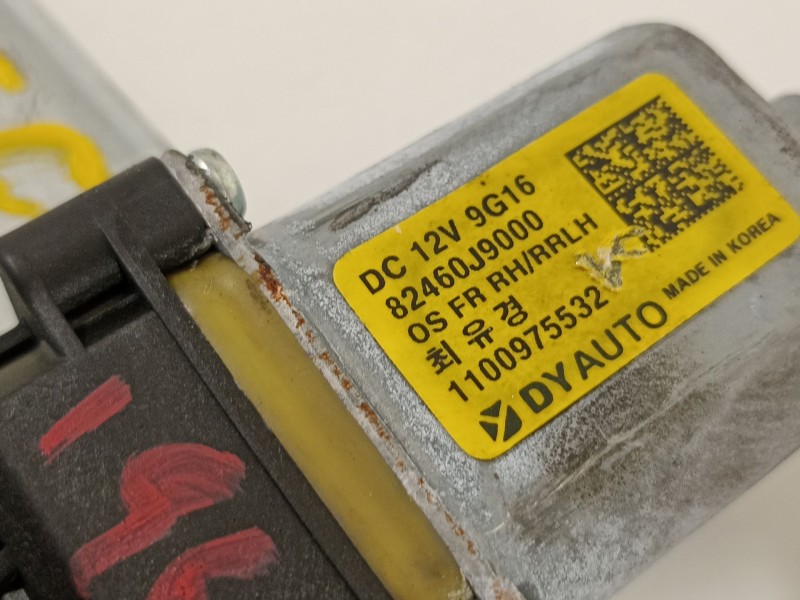 DC 12V 9G16
82460J9000
OS FR RH/RRLH
최유경
1100975532
DYAUTO MADE IN KOREA